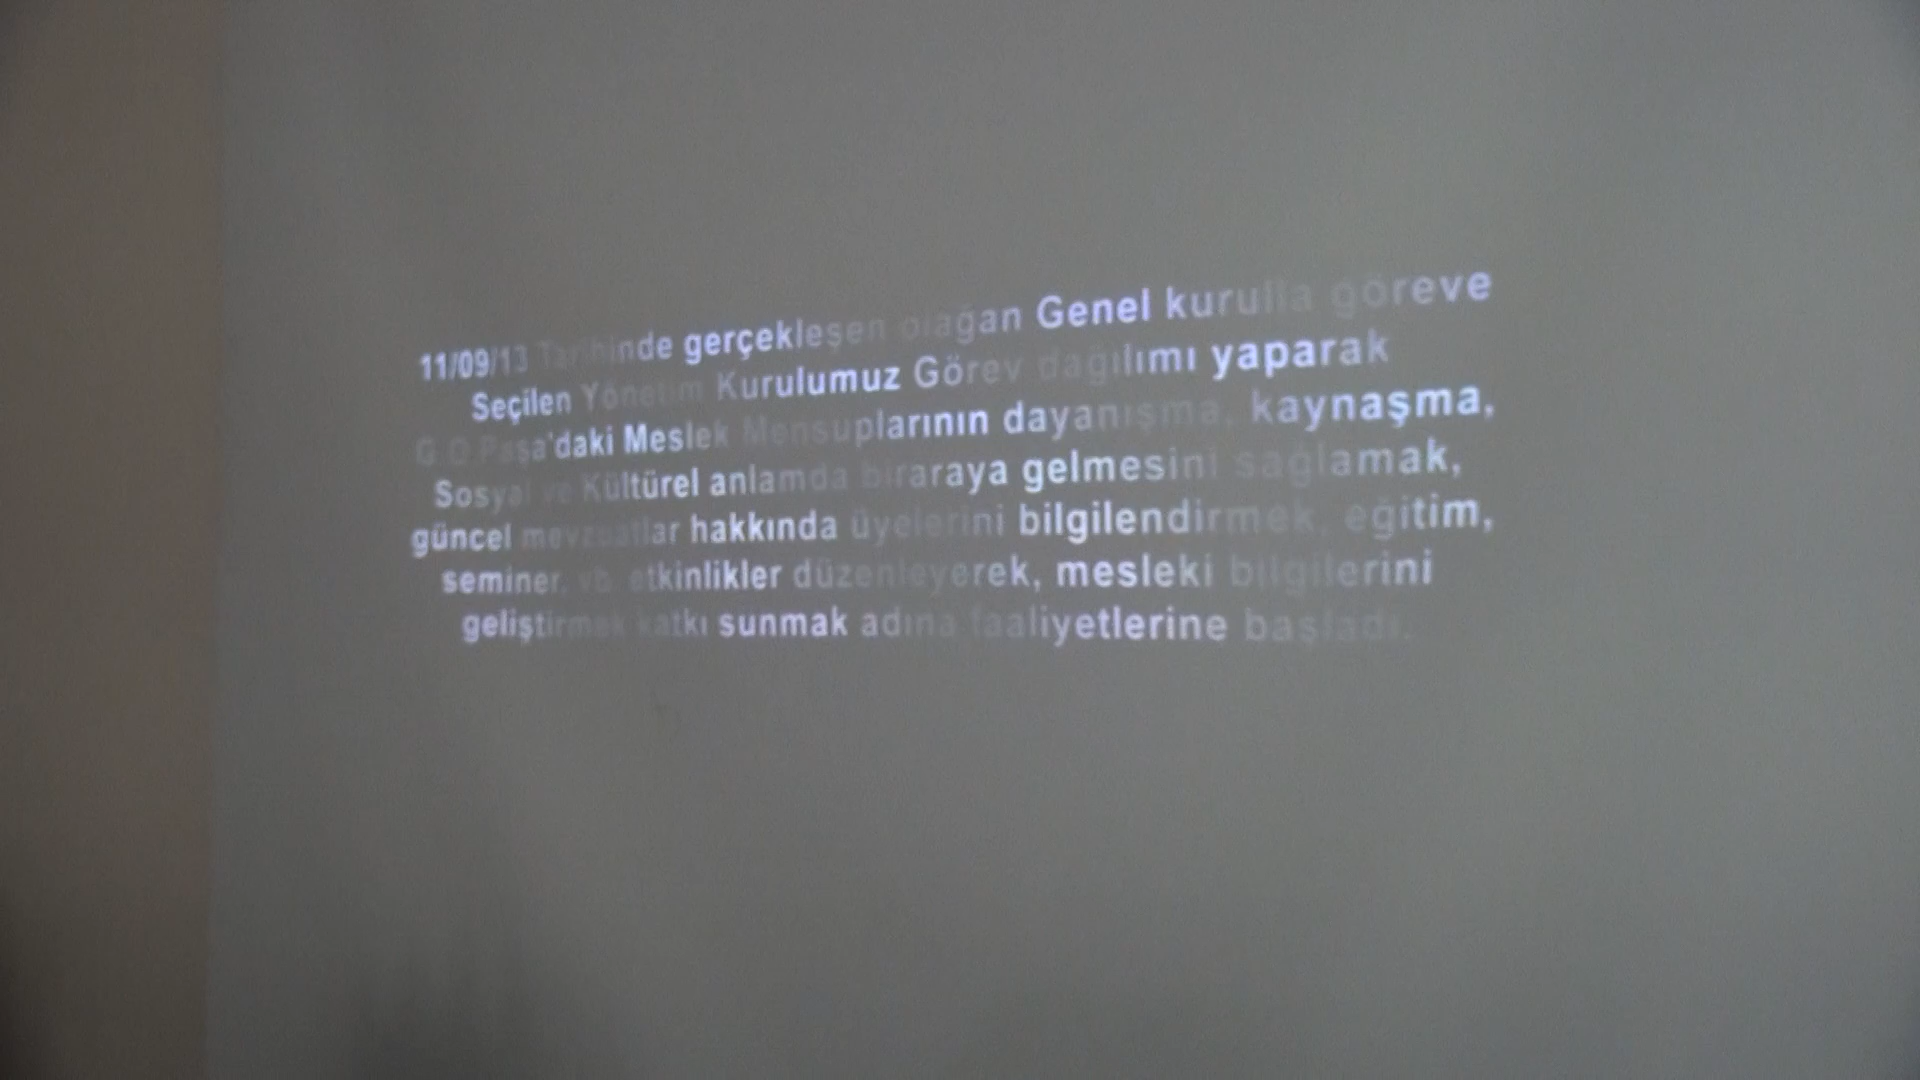 11/09/13 Tarihinde gerçekleşen olağan Genel kurulla göreve
Seçilen Yönetim Kurulumuz Görev dağılımı yaparak
G.O.Paşa'daki Meslek Mensuplarının dayanışma, kaynaşma,
Sosyal ve Kültürel anlamda biraraya gelmesini sağlamak,
güncel mevzuatlar hakkında üyelerini bilgilendirmek, eğitim,
seminer, vb. etkinlikler düzenleyerek, mesleki bilgilerini
geliştirmek katkı sunmak adına faaliyetlerine başladı.